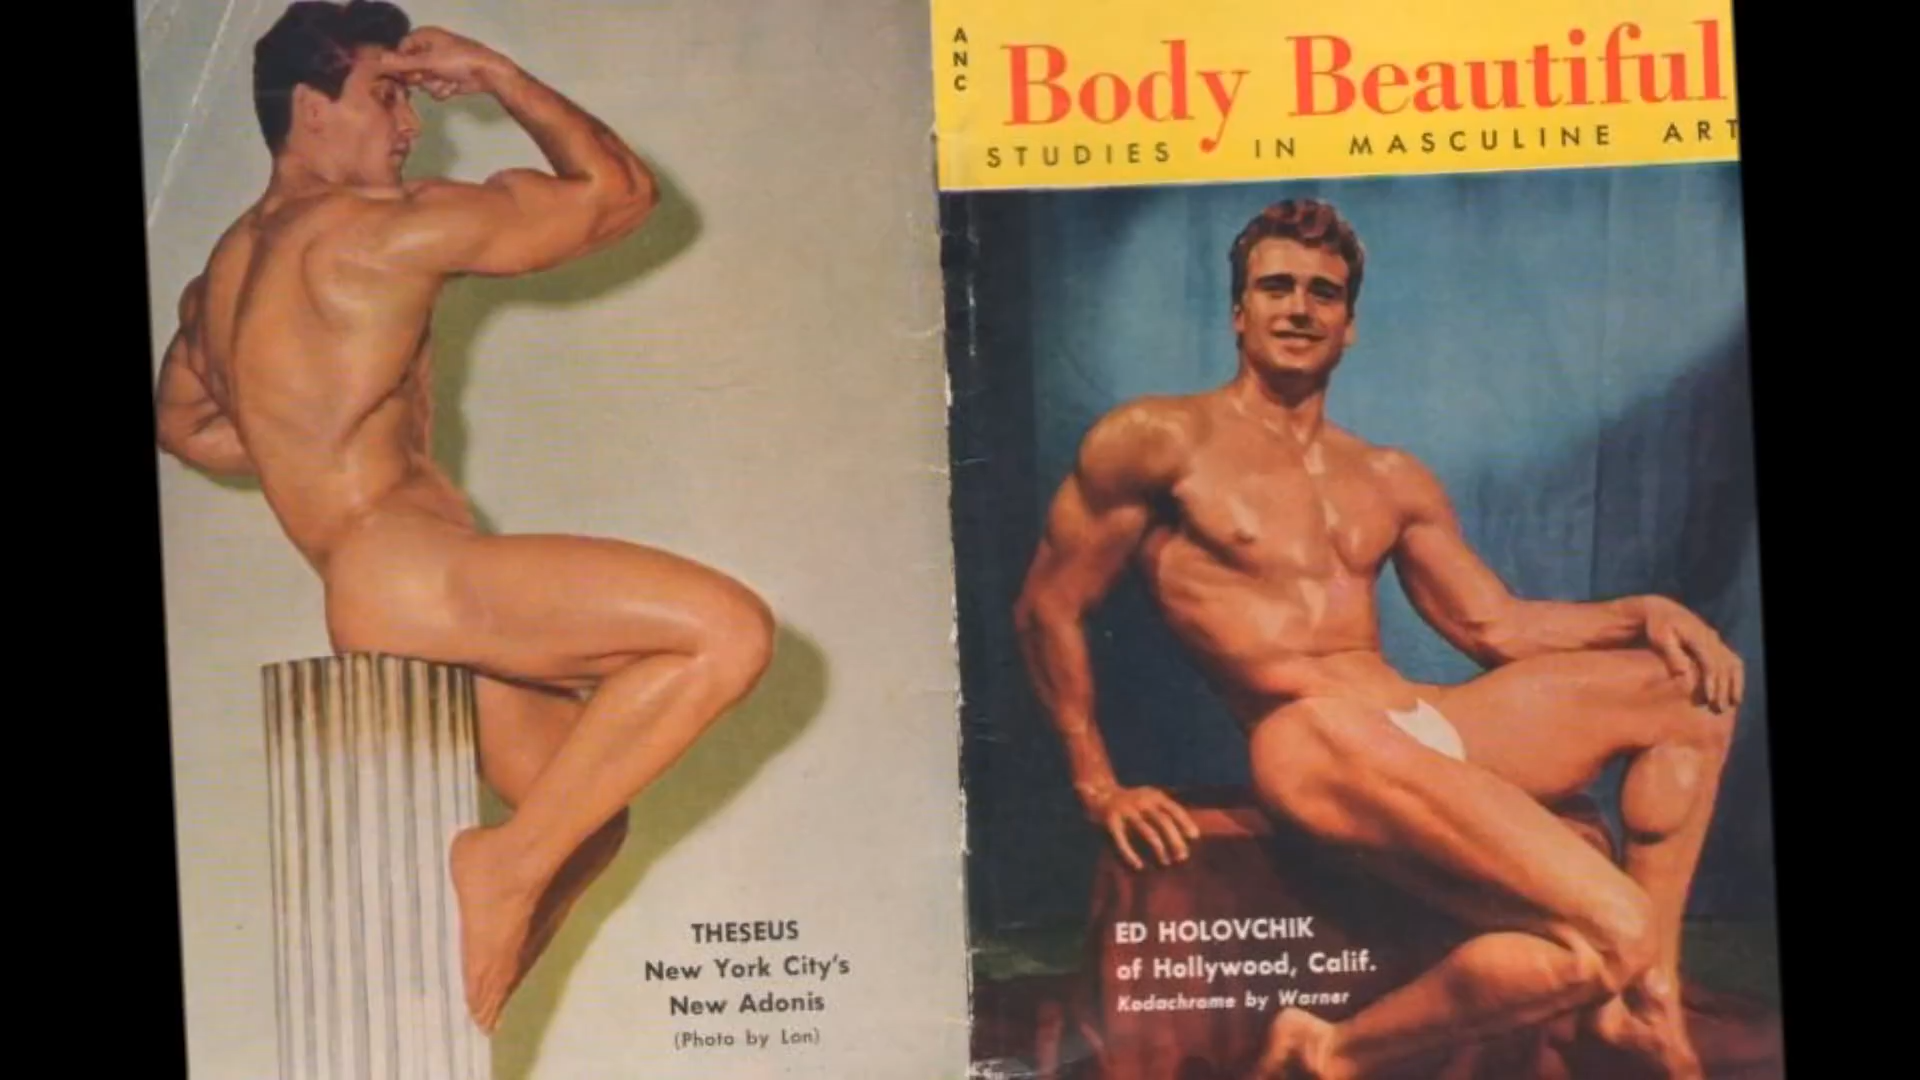 THESEUS
New York City's
New Adonis
(Photo by Lon)
ANC
Body Beautiful
STUDIES IN MASCULINE ART
ED HOLOVCHIK
of Hollywood, Calif.
Kodachrome by Warner